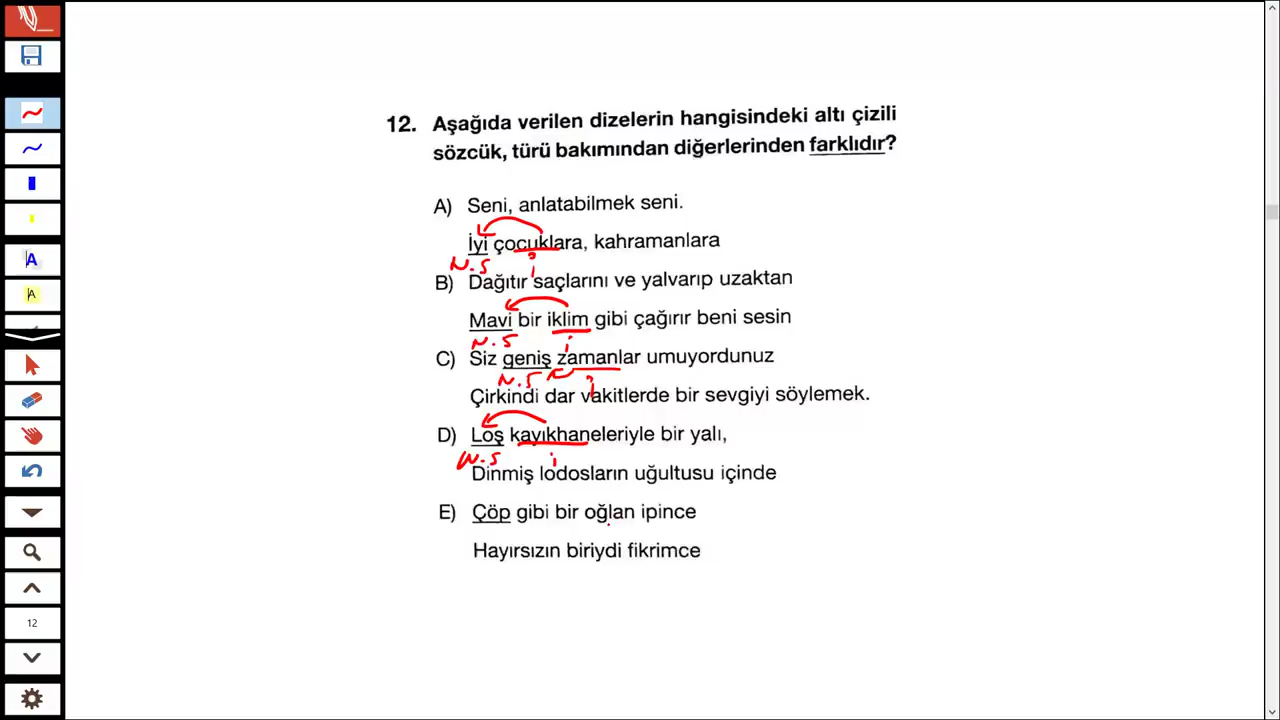 12. Aşağıda verilen dizelerin hangisindeki altı çizili
sözcük, türü bakımından diğerlerinden farklıdır?
A) Seni, anlatabilmek seni.
İyi çocuklara, kahramanlara
N.S i
B) Dağıtır saçlarını ve yalvarıp uzaktan
Mavi bir iklim gibi çağırır beni sesin
N.S i
C) Siz geniş zamanlar umuyordunuz
N.S i
Çirkindi dar vakitlerde bir sevgiyi söylemek.
D) Loş kayıkhaneleriyle bir yalı,
N.S i
Dinmiş lodosların uğultusu içinde
E) Çöp gibi bir oğlan ipince
Hayırsızın biriydi fikrimce
A
A
12